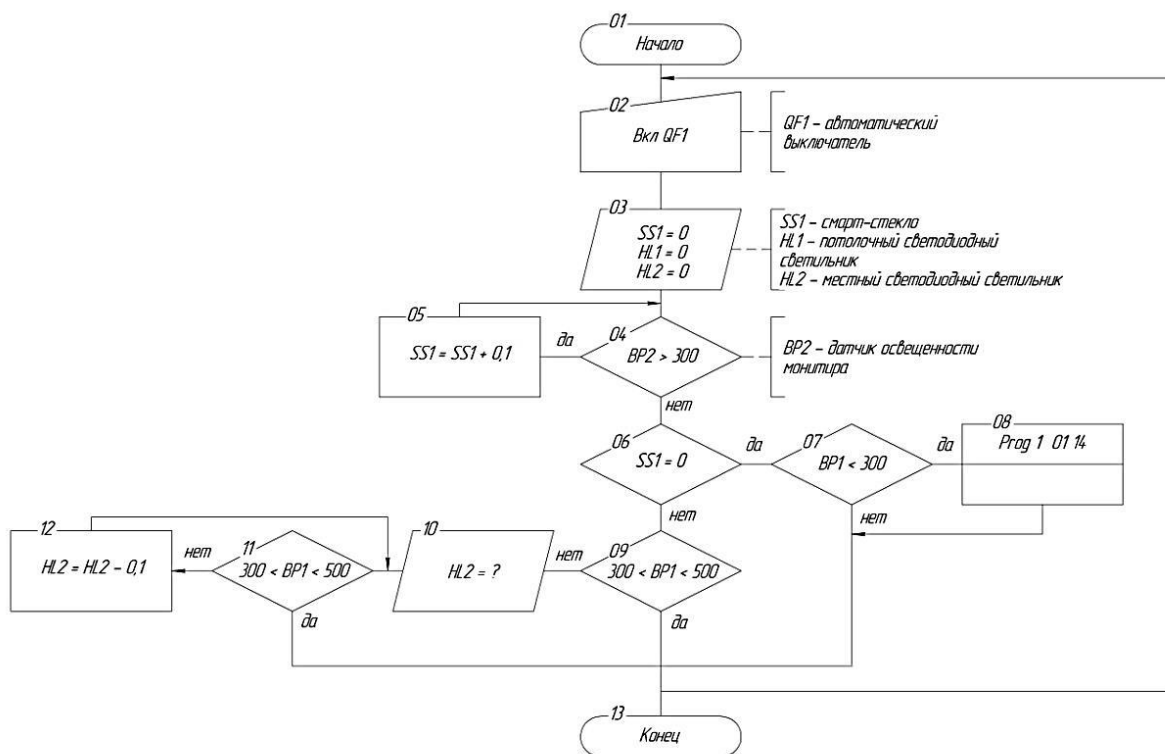 01
Начало
02
Вкл QF1
QF1 – автоматический
выключатель
03
SS1 = 0
HL1 = 0
HL2 = 0
SS1 – смарт-стекло
HL1 – потолочный светодиодный
светильник
HL2 – местный светодиодный светильник
05
SS1 = SS1 + 0,1
да
04
BP2 > 300
BP2 – датчик освещенности
монитира
нет
06
SS1 = 0
да
07
BP1 < 300
да
08
Prog 1 01 14
нет
нет
12
HL2 = HL2 – 0,1
нет
11
300 < BP1 < 500
10
HL2 = ?
нет
09
300 < BP1 < 500
да
да
13
Конец